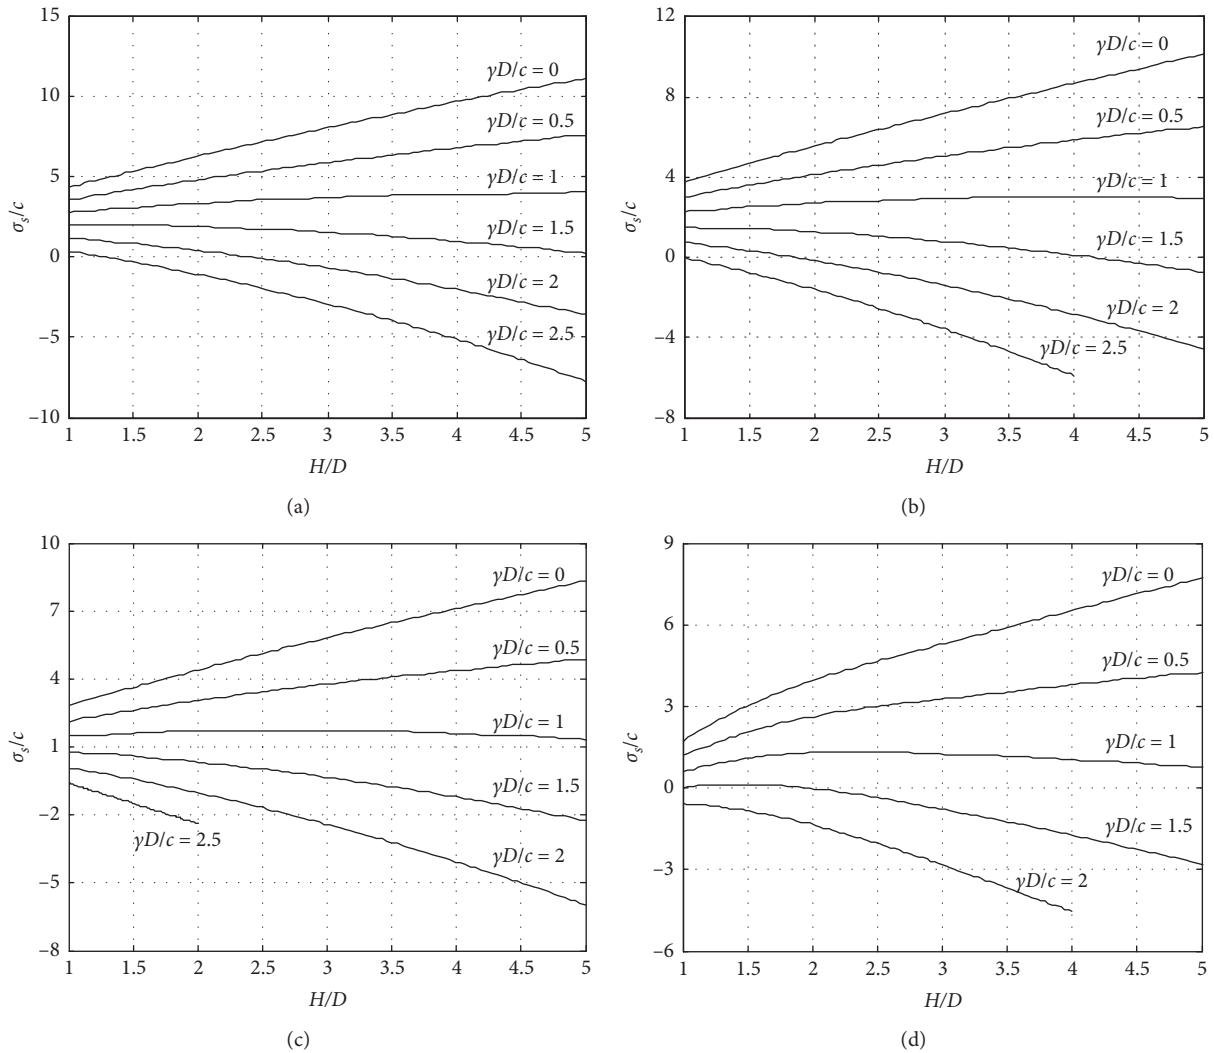 15
10
5
0
–5
–10
σs/c
γD/c = 0
γD/c = 0.5
γD/c = 1
γD/c = 1.5
γD/c = 2
γD/c = 2.5
1 1.5 2 2.5 3 3.5 4 4.5 5
H/D
(a)
12
8
4
0
–4
–8
σs/c
γD/c = 0
γD/c = 0.5
γD/c = 1
γD/c = 1.5
γD/c = 2
γD/c = 2.5
1 1.5 2 2.5 3 3.5 4 4.5 5
H/D
(b)
10
7
4
1
–2
–5
–8
σs/c
γD/c = 0
γD/c = 0.5
γD/c = 1
γD/c = 1.5
γD/c = 2.5
γD/c = 2
1 1.5 2 2.5 3 3.5 4 4.5 5
H/D
(c)
9
6
3
0
–3
–6
σs/c
γD/c = 0
γD/c = 0.5
γD/c = 1
γD/c = 1.5
γD/c = 2
1 1.5 2 2.5 3 3.5 4 4.5 5
H/D
(d)